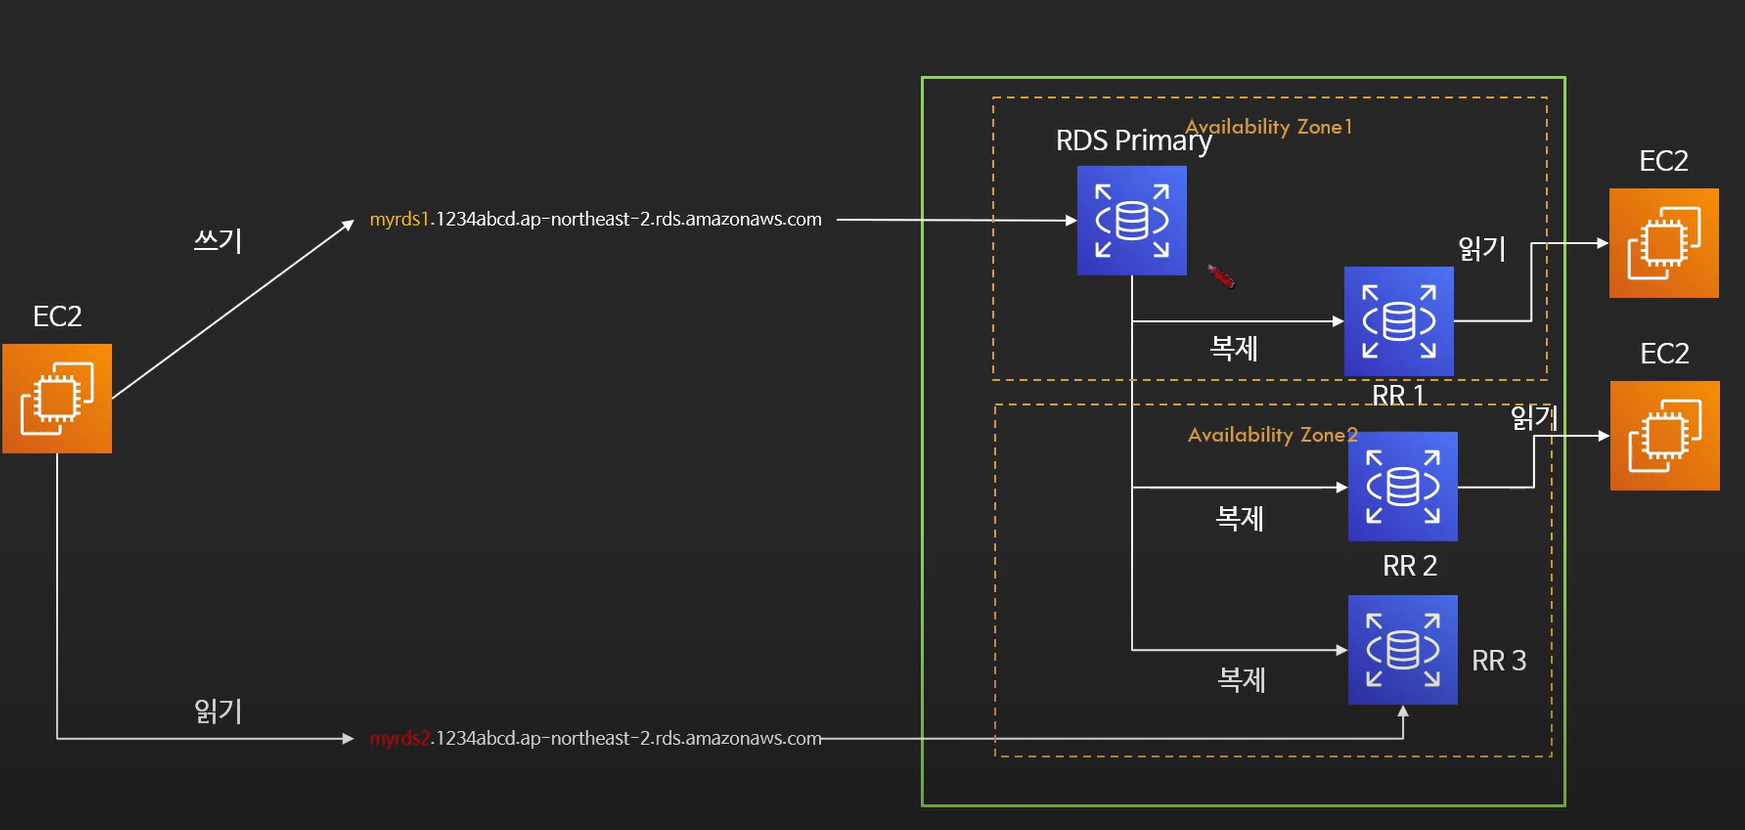 Availability Zone1
RDS Primary
EC2
myrds1.1234abcd.ap-northeast-2.rds.amazonaws.com
쓰기
읽기
EC2
복제
EC2
RR 1
읽기
Availability Zone2
복제
RR 2
RR 3
복제
읽기
myrds2.1234abcd.ap-northeast-2.rds.amazonaws.com